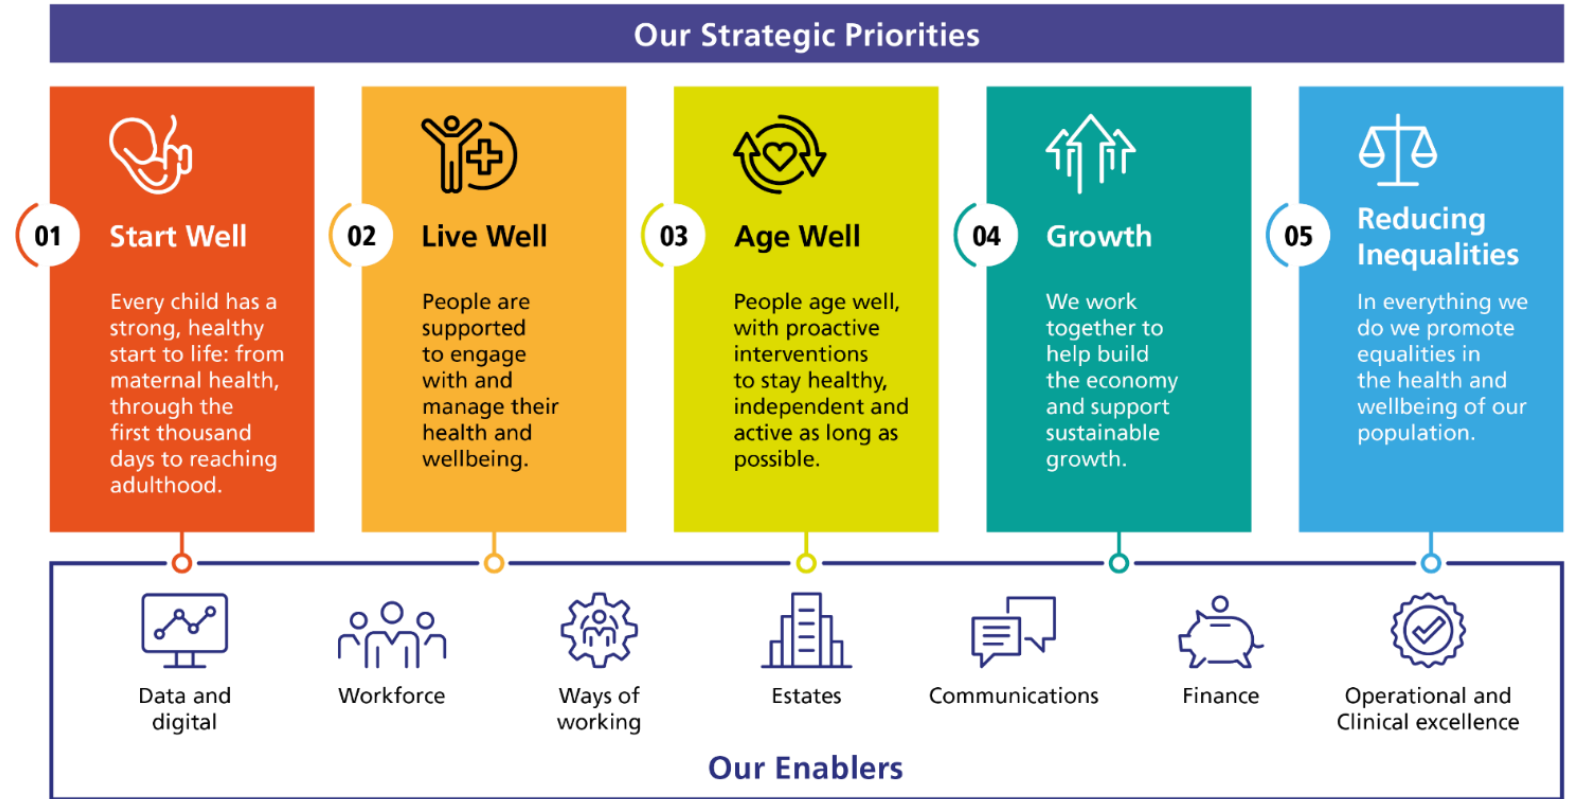 Our Strategic Priorities
01
Start Well
Every child has a
strong, healthy
start to life: from
maternal health,
through the
first thousand
days to reaching
adulthood.
02
Live Well
People are
supported
to engage
with and
manage their
health and
wellbeing.
03
Age Well
People age well,
with proactive
interventions
to stay healthy,
independent and
active as long as
possible.
04
Growth
We work
together to
help build
the economy
and support
sustainable
growth.
05
Reducing
Inequalities
In everything we
do we promote
equalities in
the health and
wellbeing of our
population.
Data and
digital
Workforce
Ways of
working
Estates
Communications
Finance
Operational and
Clinical excellence
Our Enablers